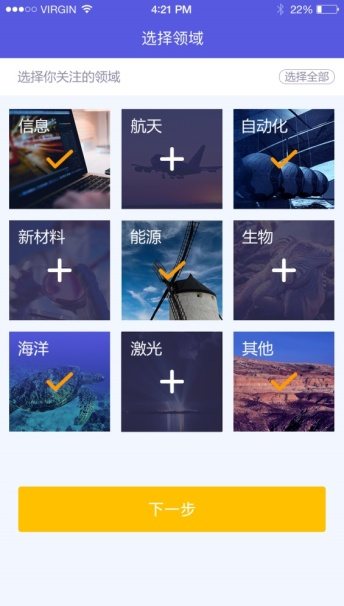 VIRGIN 4:21 PM 22%
选择领域
选择你关注的领域 选择全部
信息 航天 自动化
新材料 能源 生物
海洋 激光 其他
下一步